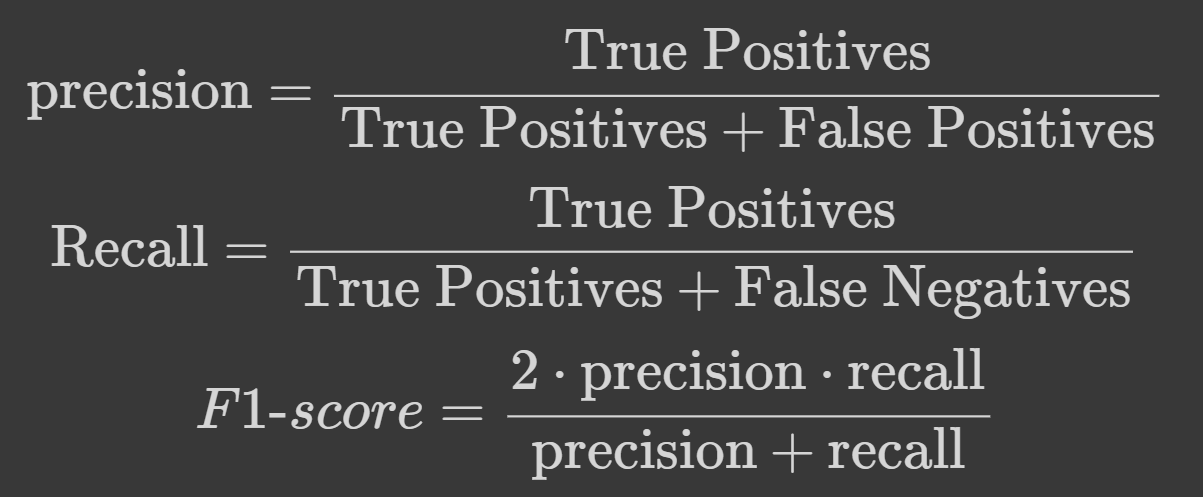 precision = True Positives / True Positives + False Positives
Recall = True Positives / True Positives + False Negatives
F1-score = 2 · precision · recall / precision + recall